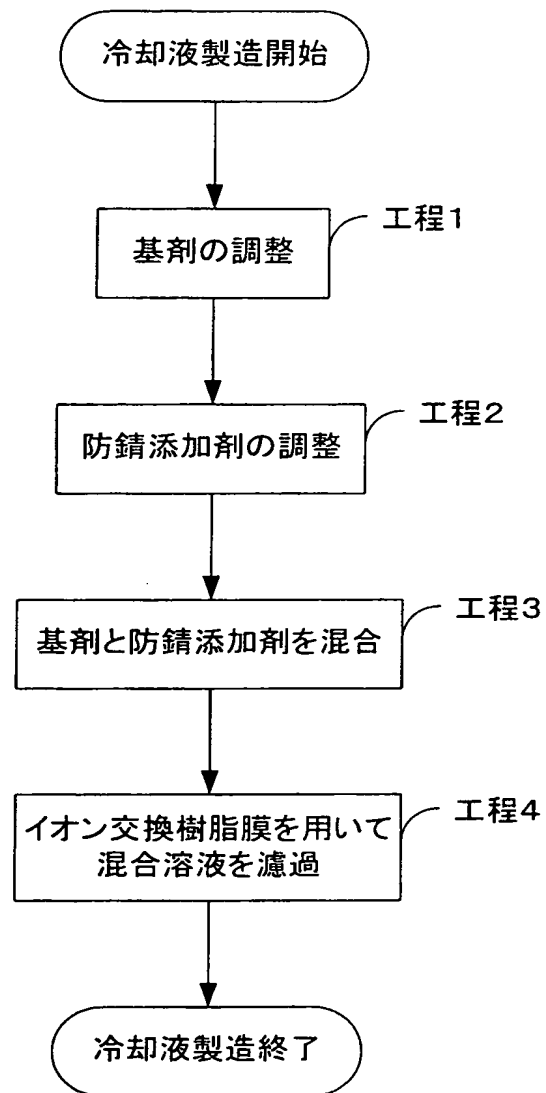 冷却液製造開始
工程1
基剤の調整
工程2
防錆添加剤の調整
工程3
基剤と防錆添加剤を混合
工程4
イオン交換樹脂膜を用いて
混合溶液を濾過
冷却液製造終了